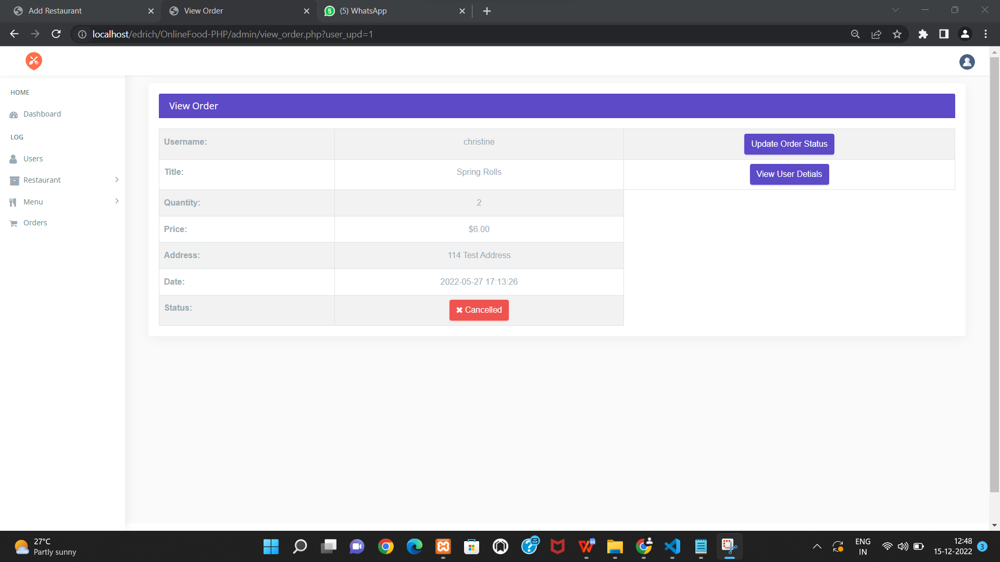 Add Restaurant
View Order
(5) WhatsApp
localhost/edrich/OnlineFood-PHP/admin/view_order.php?user_upd=1
HOME
Dashboard
LOG
Users
Restaurant
Menu
Orders
View Order
Username: christine Update Order Status
Title: Spring Rolls View User Detials
Quantity: 2
Price: $6.00
Address: 114 Test Address
Date: 2022-05-27 17:13:26
Status: Cancelled
27°C
Partly sunny
ENG
IN
12:48
15-12-2022
3